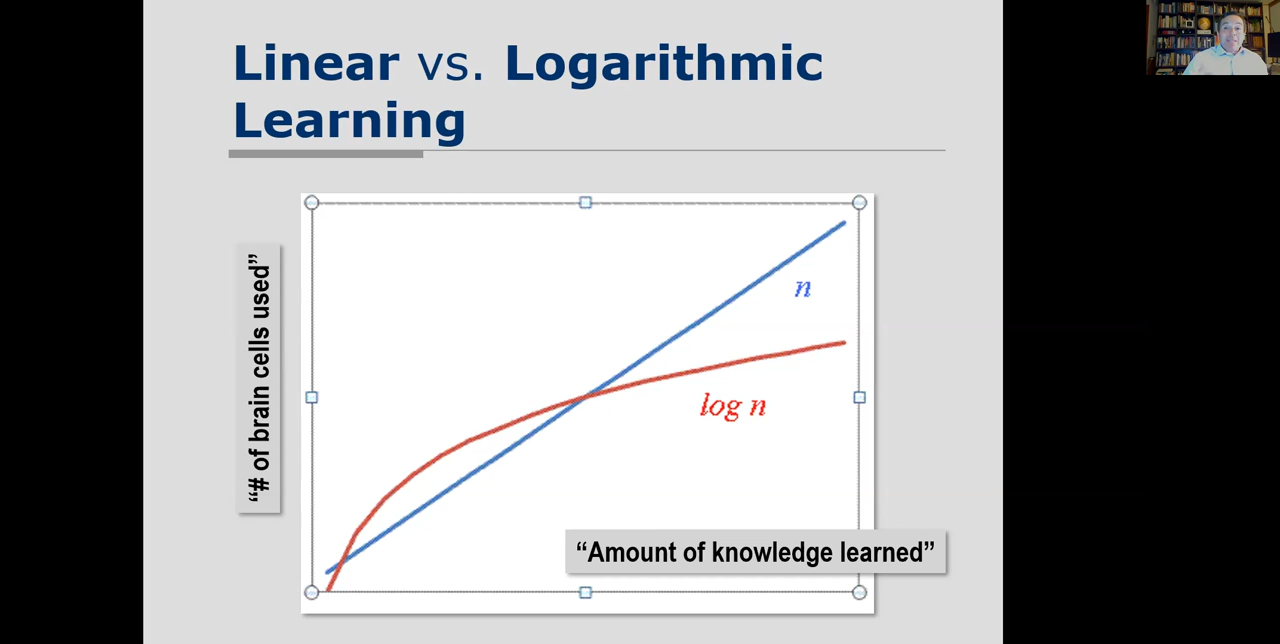 Linear vs. Logarithmic
Learning
“# of brain cells used”
n
log n
“Amount of knowledge learned”